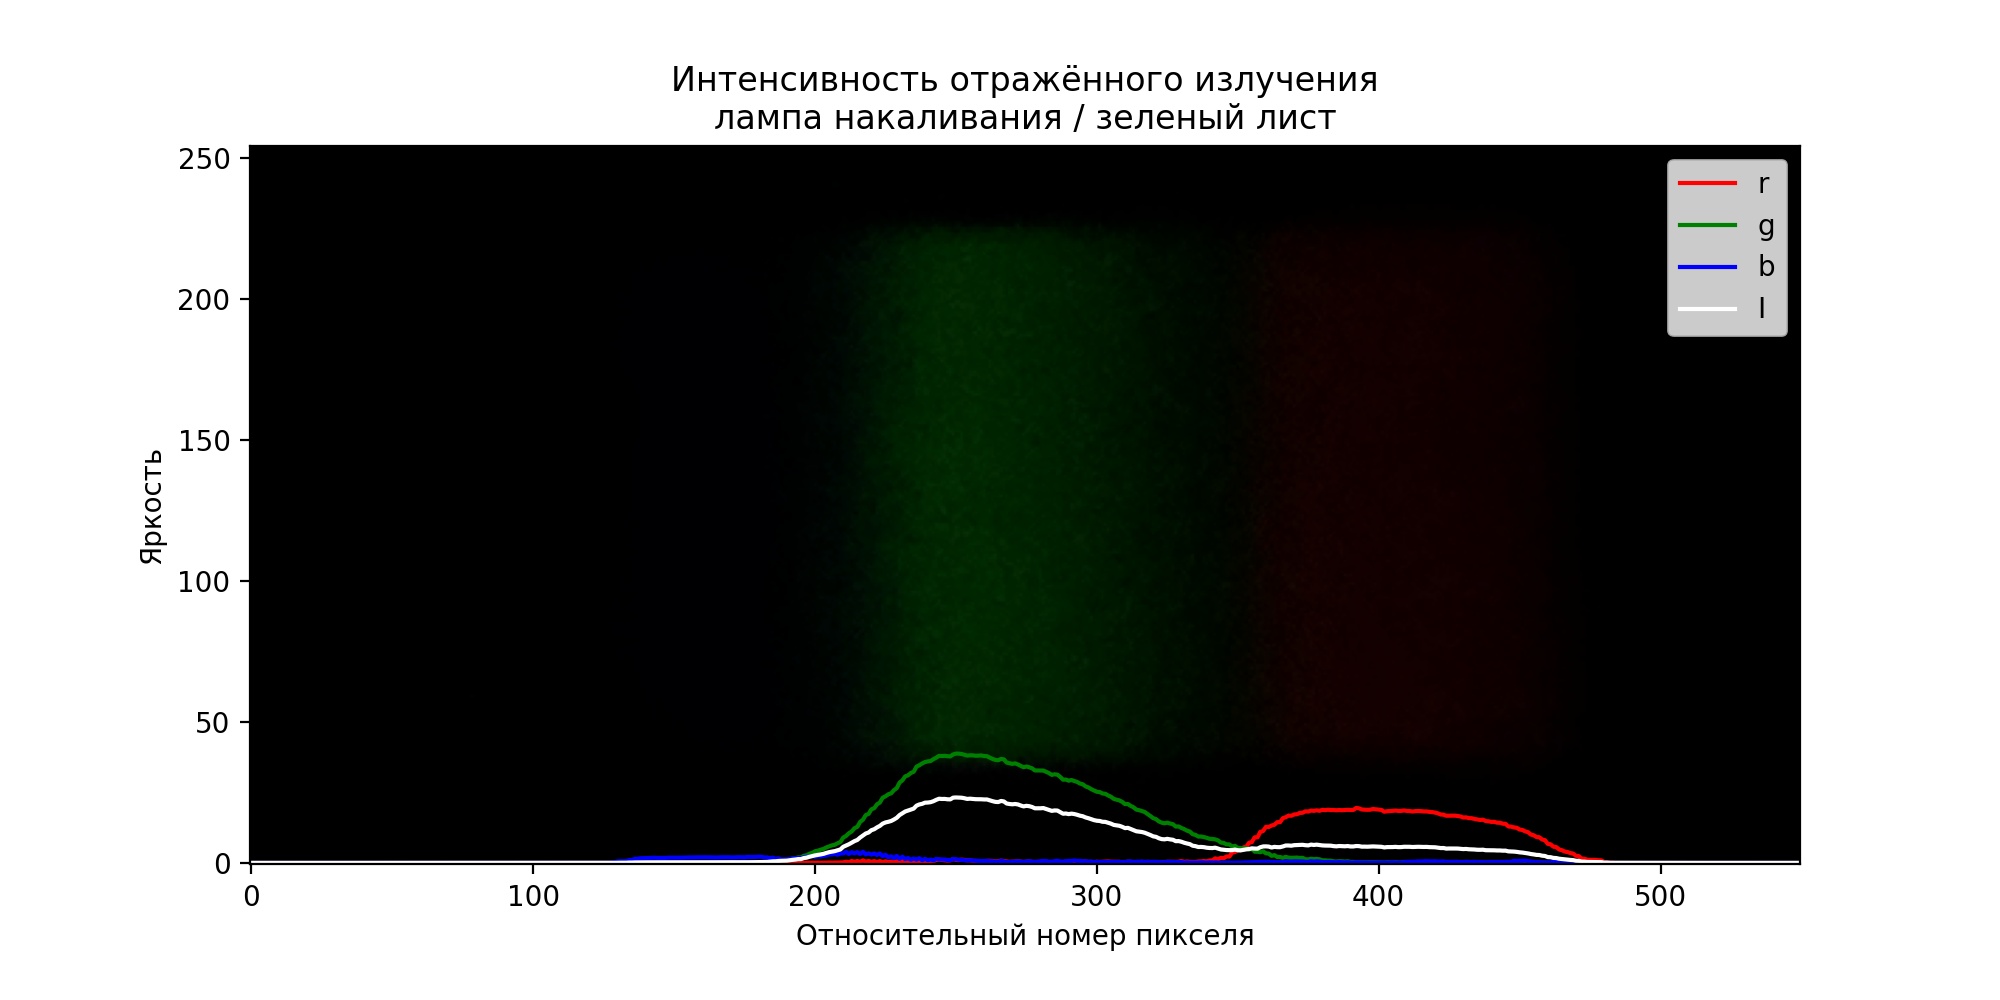 Интенсивность отражённого излучения
лампа накаливания / зеленый лист
250
200
150
100
50
0
Яркость
r
g
b
l
0 100 200 300 400 500
Относительный номер пикселя